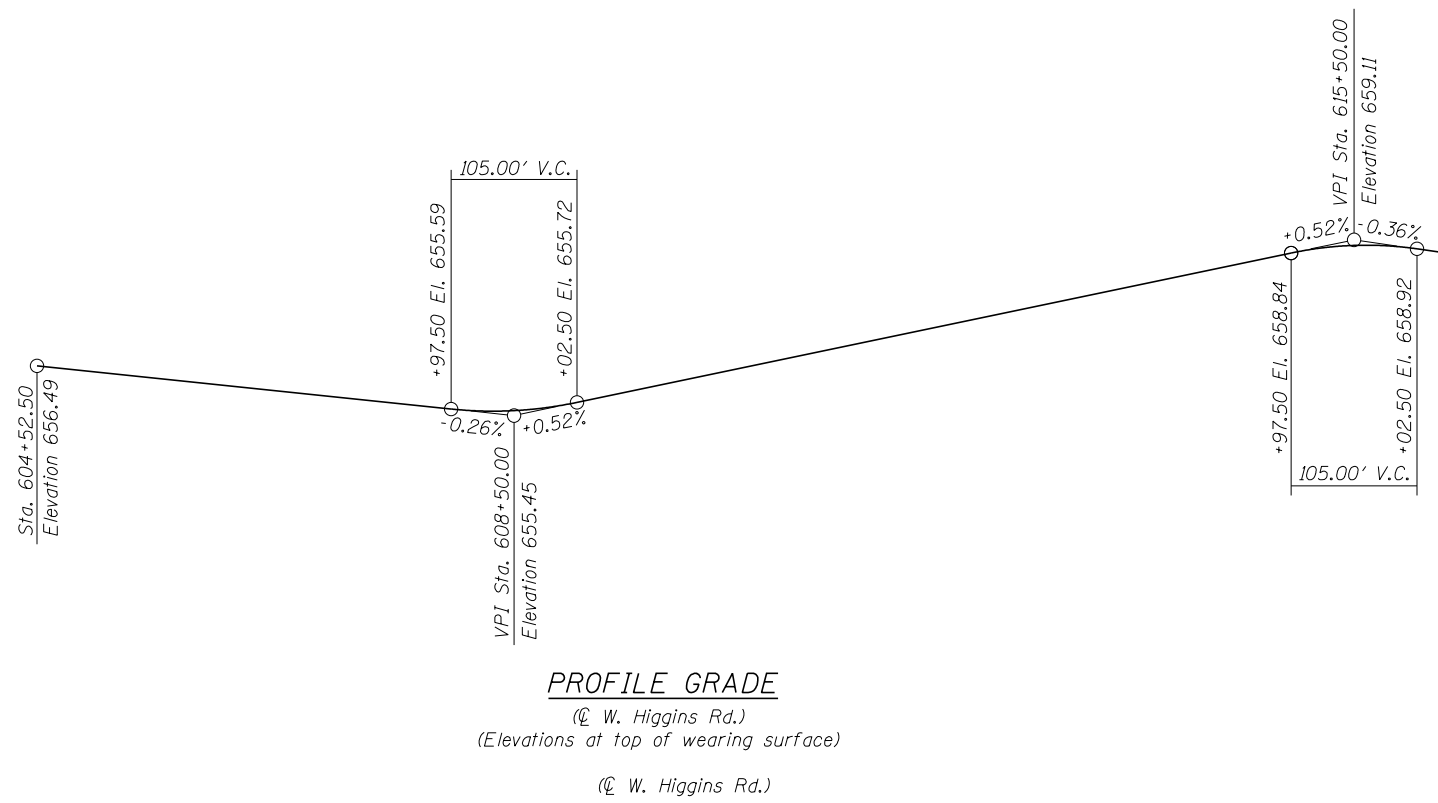 Sta. 604+52.50
Elevation 656.49
+97.50 El. 655.59
105.00' V.C.
+02.50 El. 655.72
-0.26%
+0.52%
VPI Sta. 608+50.00
Elevation 655.45
VPI Sta. 615+50.00
Elevation 659.11
+0.52%
-0.36%
+97.50 El. 658.84
+02.50 El. 658.92
105.00' V.C.
PROFILE GRADE
(℄ W. Higgins Rd.)
(Elevations at top of wearing surface)
(℄ W. Higgins Rd.)